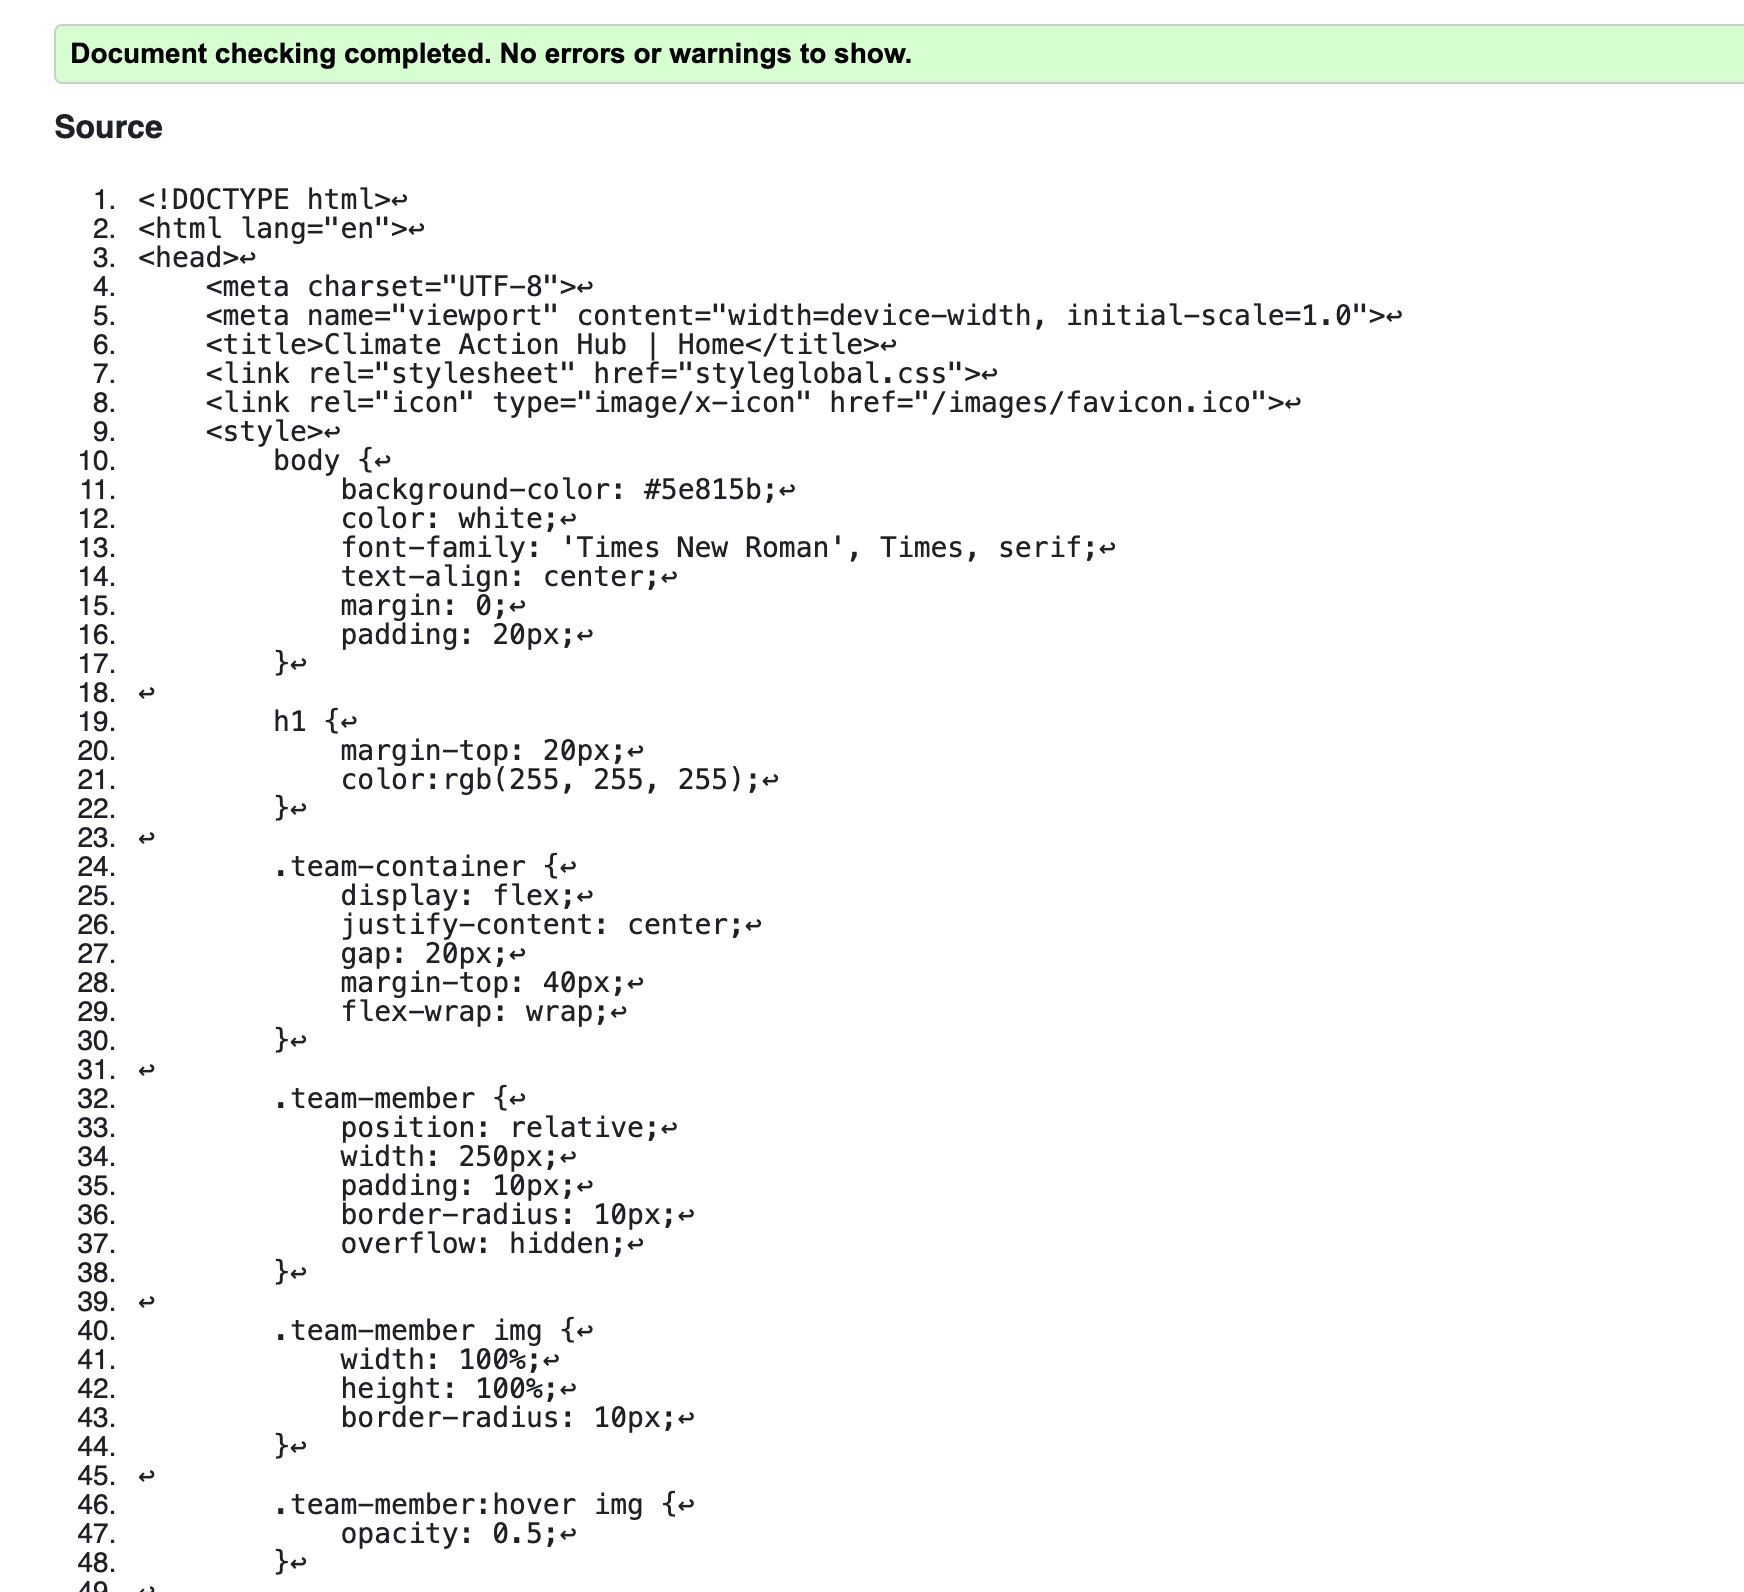 Document checking completed. No errors or warnings to show.
Source
1. <!DOCTYPE html>↩
2. <html lang="en">↩
3. <head>↩
4.     <meta charset="UTF-8">↩
5.     <meta name="viewport" content="width=device-width, initial-scale=1.0">↩
6.     <title>Climate Action Hub | Home</title>↩
7.     <link rel="stylesheet" href="styleglobal.css">↩
8.     <link rel="icon" type="image/x-icon" href="/images/favicon.ico">↩
9.     <style>↩
10.         body {↩
11.             background-color: #5e815b;↩
12.             color: white;↩
13.             font-family: 'Times New Roman', Times, serif;↩
14.             text-align: center;↩
15.             margin: 0;↩
16.             padding: 20px;↩
17.         }↩
18. ↩
19.         h1 {↩
20.             margin-top: 20px;↩
21.             color:rgb(255, 255, 255);↩
22.         }↩
23. ↩
24.         .team-container {↩
25.             display: flex;↩
26.             justify-content: center;↩
27.             gap: 20px;↩
28.             margin-top: 40px;↩
29.             flex-wrap: wrap;↩
30.         }↩
31. ↩
32.         .team-member {↩
33.             position: relative;↩
34.             width: 250px;↩
35.             padding: 10px;↩
36.             border-radius: 10px;↩
37.             overflow: hidden;↩
38.         }↩
39. ↩
40.         .team-member img {↩
41.             width: 100%;↩
42.             height: 100%;↩
43.             border-radius: 10px;↩
44.         }↩
45. ↩
46.         .team-member:hover img {↩
47.             opacity: 0.5;↩
48.         }↩
49. ↩